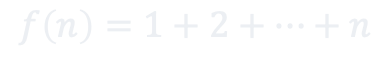 f(n) = 1 + 2 + ⋯ + n